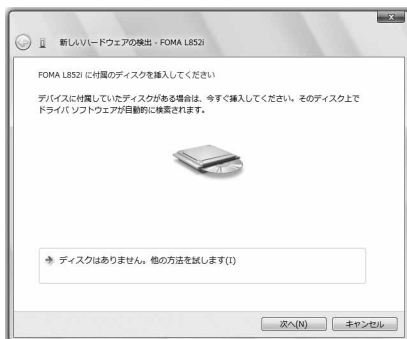 新しいハードウェアの検出 - FOMA L852i
FOMA L852i に付属のディスクを挿入してください
デバイスに付属していたディスクがある場合は、今すぐ挿入してください。そのディスク上で
ドライバ ソフトウェアが自動的に検索されます。
ディスクはありません。他の方法を試します(I)
次へ(N)
キャンセル